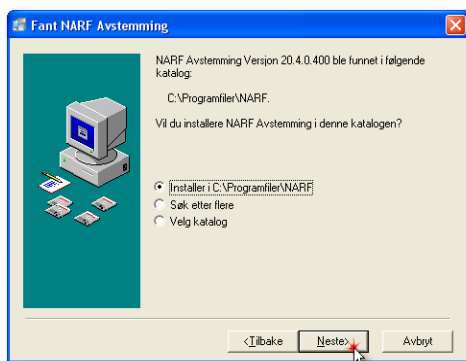 Fant NARF Avstemming
NARF Avstemming Versjon 20.4.0.400 ble funnet i følgende
katalog:
C:\Programfiler\NARF.
Vil du installere NARF Avstemming i denne katalogen?
Installer i C:\Programfiler\NARF
Søk etter flere
Velg katalog
<Tilbake
Neste>
Avbryt